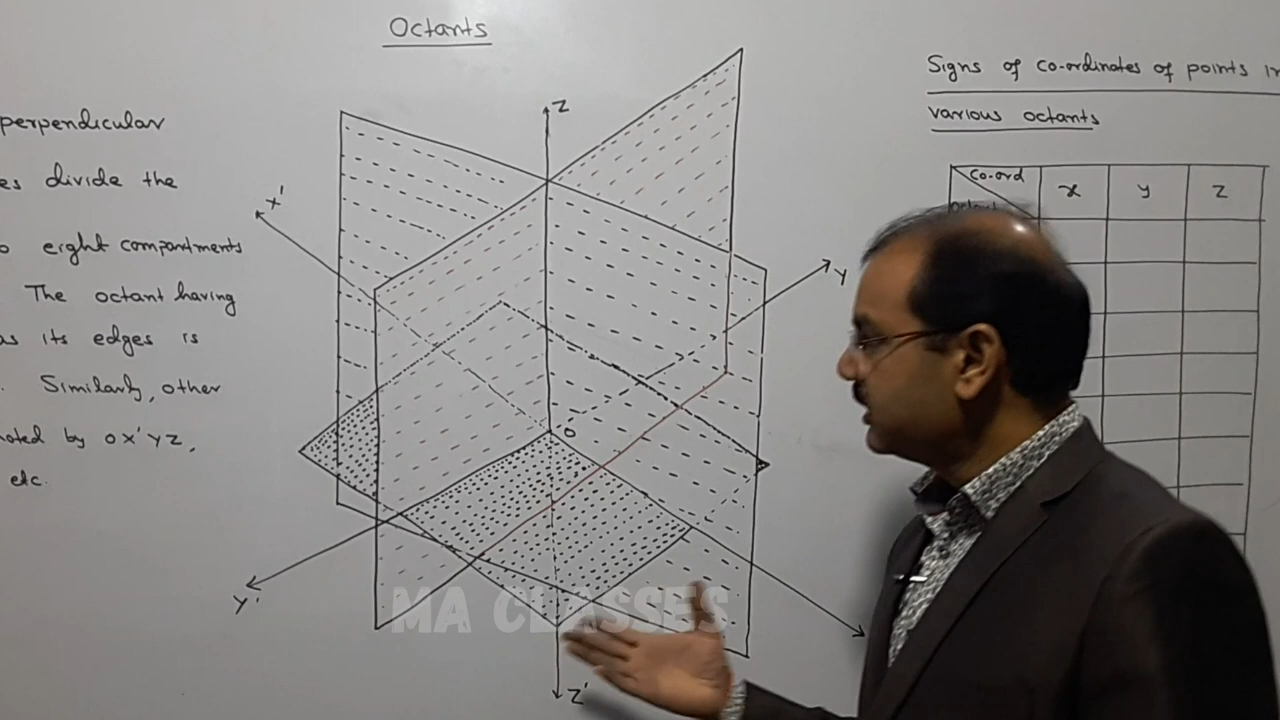 Octants
perpendicular
es divide the
o eight compartments
The octant having
as its edges is
. Similarly, other
noted by OX'YZ,
etc.
Z
X'
Y
O
Y'
Z'
MA CLASSES
Signs of co-ordinates of points in
various octants
Co-ord
x y z